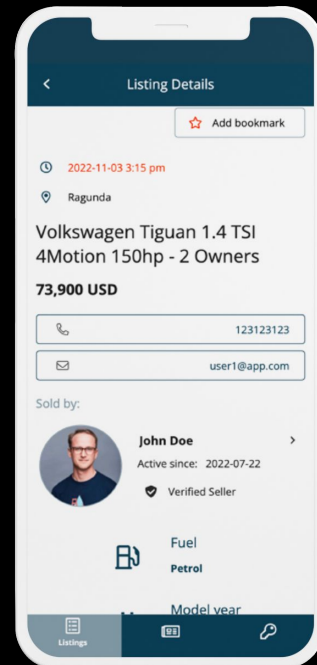 Listing Details
Add bookmark
2022-11-03 3:15 pm
Ragunda
Volkswagen Tiguan 1.4 TSI
4Motion 150hp - 2 Owners
73,900 USD
123123123
user1@app.com
Sold by:
John Doe
Active since: 2022-07-22
Verified Seller
Fuel
Petrol
Model year
Listings